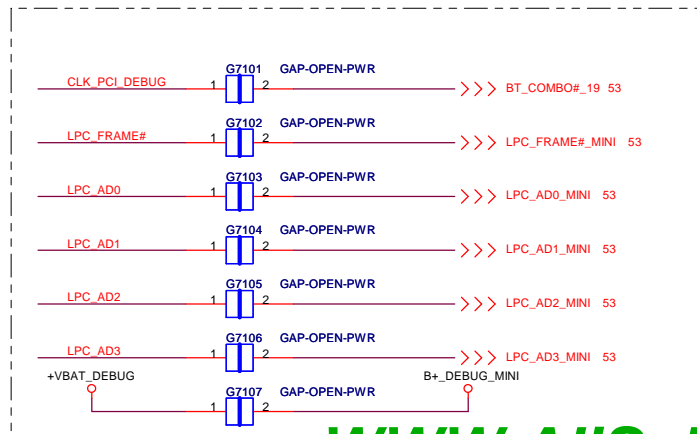 G7101 GAP-OPEN-PWR
CLK_PCI_DEBUG 1 2 BT_COMBO#_19 53
G7102 GAP-OPEN-PWR
LPC_FRAME# 1 2 LPC_FRAME#_MINI 53
G7103 GAP-OPEN-PWR
LPC_AD0 1 2 LPC_AD0_MINI 53
G7104 GAP-OPEN-PWR
LPC_AD1 1 2 LPC_AD1_MINI 53
G7105 GAP-OPEN-PWR
LPC_AD2 1 2 LPC_AD2_MINI 53
G7106 GAP-OPEN-PWR
LPC_AD3 1 2 LPC_AD3_MINI 53
+VBAT_DEBUG B+_DEBUG_MINI
G7107 GAP-OPEN-PWR
1 2